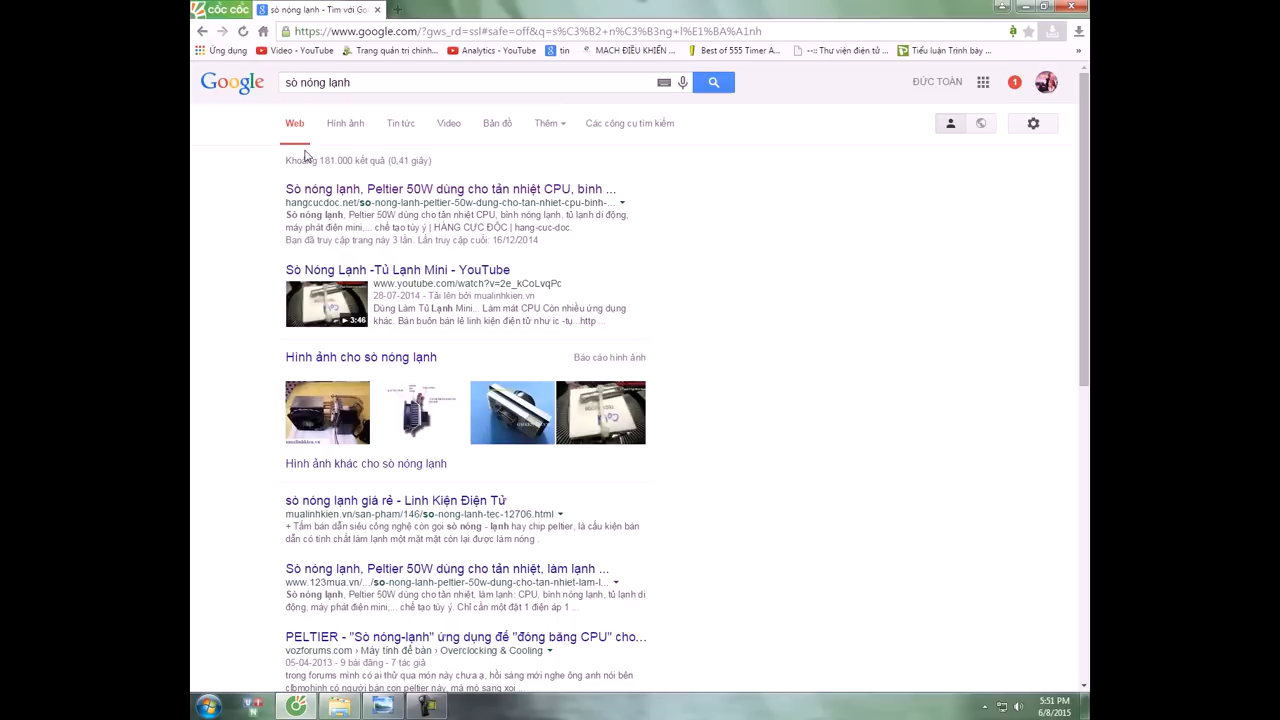 CỐC CỐC
sò nóng lạnh - Tìm với Go
https://www.google.com/?gws_rd=ssl#safe=off&q=s%C3%B2+n%C3%B3ng+l%E1%BA%A1nh
Ứng dụng
Video - YouTube
Trang quản trị chính...
Analytics - YouTube
tin
MẠCH ĐIỀU KHIỂN ...
Best of 555 Timer A...
--:: Thư viện điện tử ...
Tiểu luận Trình bày ...
»
Google
sò nóng lạnh
ĐỨC TOÀN
1
Web
Hình ảnh
Tin tức
Video
Bản đồ
Thêm
Các công cụ tìm kiếm
Khoảng 181.000 kết quả (0,41 giây)
Sò nóng lạnh, Peltier 50W dùng cho tản nhiệt CPU, bình ...
hangcucdoc.net/so-nong-lanh-peltier-50w-dung-cho-tan-nhiet-cpu-binh-...
Sò nóng lạnh, Peltier 50W dùng cho tản nhiệt CPU, bình nóng lạnh, tủ lạnh di động,
máy phát điện mini,... chế tạo tùy ý | HÀNG CỰC ĐỘC | hang-cuc-doc.
Bạn đã truy cập trang này 3 lần. Lần truy cập cuối: 16/12/2014
Sò Nóng Lạnh -Tủ Lạnh Mini - YouTube
www.youtube.com/watch?v=2e_kCoLvqPc
28-07-2014 - Tải lên bởi mualinhkien.vn
Dùng Làm Tủ Lạnh Mini... Làm mát CPU Còn nhiều ứng dụng
khác. Bán buôn bán lẻ linh kiện điện tử như ic -tụ...http ...
3:46
Hình ảnh cho sò nóng lạnh
Báo cáo hình ảnh
mualinhkien.vn
Hình ảnh khác cho sò nóng lạnh
sò nóng lạnh giá rẻ - Linh Kiện Điện Tử
mualinhkien.vn/san-pham/146/so-nong-lanh-tec-12706.html
+ Tấm bán dẫn siêu công nghệ còn gọi sò nóng - lạnh hay chip peltier, là cấu kiện bán
dẫn có tính chất làm lạnh một mặt mặt còn lại được làm nóng .
Sò nóng lạnh, Peltier 50W dùng cho tản nhiệt, làm lạnh ...
www.123mua.vn/.../so-nong-lanh-peltier-50w-dung-cho-tan-nhiet-lam-l...
Sò nóng lạnh, Peltier 50W dùng cho tản nhiệt, làm lạnh: CPU, bình nóng lạnh, tủ lạnh di
động, máy phát điện mini,... chế tạo tùy ý. Chỉ cần một đặt 1 điện áp 1 ...
PELTIER - "Sò nóng-lạnh" ứng dụng để "đóng băng CPU" cho...
vozforums.com › Máy tính để bàn › Overclocking & Cooling
05-04-2013 - 9 bài đăng - 7 tác giả
trong forums mình có ai thử qua món này chưa ạ, hồi sáng mới nghe ông anh nói bên
clbmohinh có người bán con peltier này, mà mò sang xoi ...
5:51 PM
6/8/2015